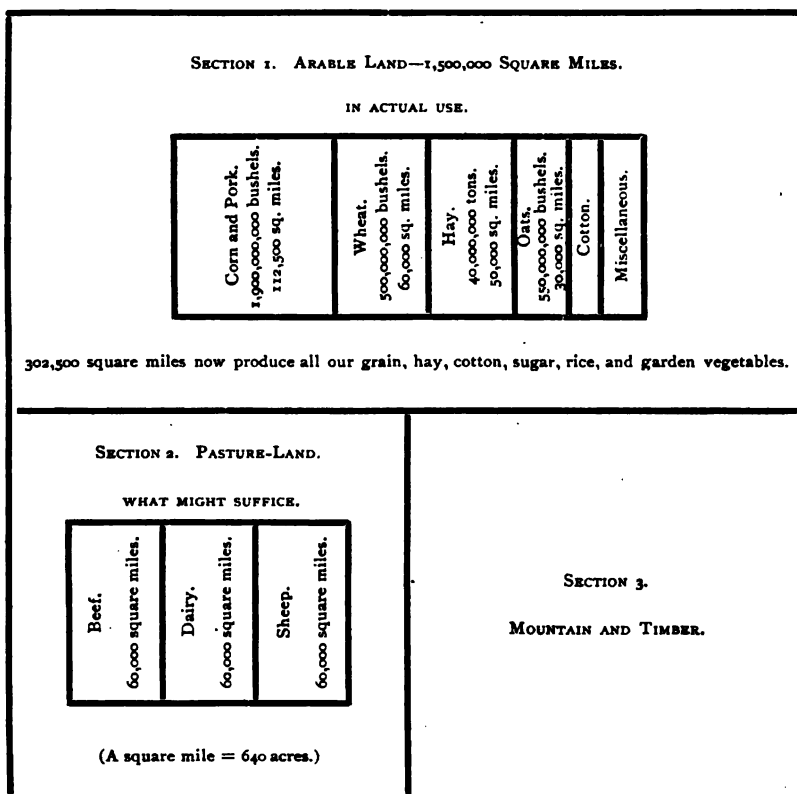 SECTION 1. ARABLE LAND—1,500,000 SQUARE MILES.
IN ACTUAL USE.
Corn and Pork.
1,900,000,000 bushels.
112,500 sq. miles.
Wheat.
500,000,000 bushels.
60,000 sq. miles.
Hay.
40,000,000 tons.
50,000 sq. miles.
Oats.
550,000,000 bushels.
30,000 sq. miles.
Cotton.
Miscellaneous.
302,500 square miles now produce all our grain, hay, cotton, sugar, rice, and garden vegetables.
SECTION 2. PASTURE-LAND.
WHAT MIGHT SUFFICE.
Beef.
60,000 square miles.
Dairy.
60,000 square miles.
Sheep.
60,000 square miles.
(A square mile = 640 acres.)
SECTION 3.
MOUNTAIN AND TIMBER.